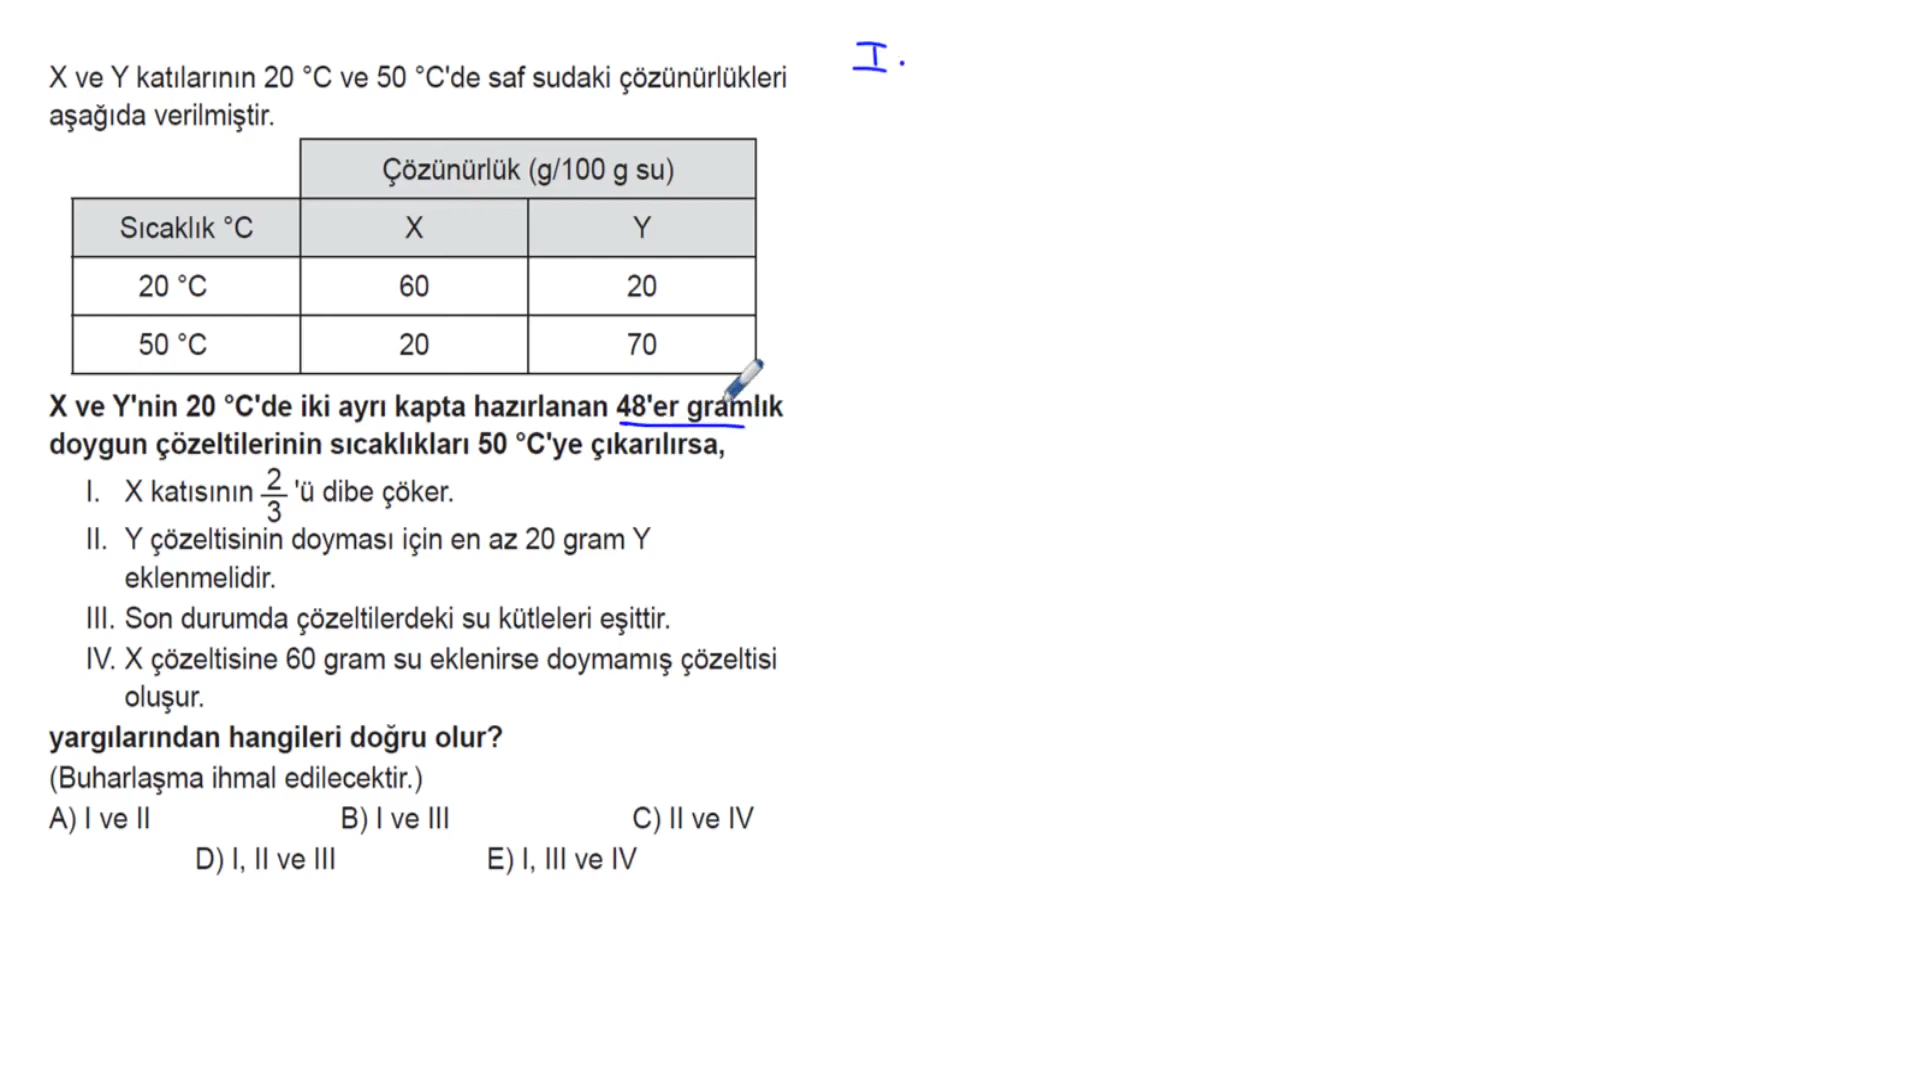 X ve Y katılarının 20 °C ve 50 °C'de saf sudaki çözünürlükleri
aşağıda verilmiştir.
Çözünürlük (g/100 g su)
Sıcaklık °C X Y
20 °C 60 20
50 °C 20 70
X ve Y'nin 20 °C'de iki ayrı kapta hazırlanan 48'er gramlık
doygun çözeltilerinin sıcaklıkları 50 °C'ye çıkarılırsa,
I. X katısının 2/3 'ü dibe çöker.
II. Y çözeltisinin doyması için en az 20 gram Y
eklenmelidir.
III. Son durumda çözeltilerdeki su kütleleri eşittir.
IV. X çözeltisine 60 gram su eklenirse doymamış çözeltisi
oluşur.
yargılarından hangileri doğru olur?
(Buharlaşma ihmal edilecektir.)
A) I ve II B) I ve III C) II ve IV
D) I, II ve III E) I, III ve IV
I.